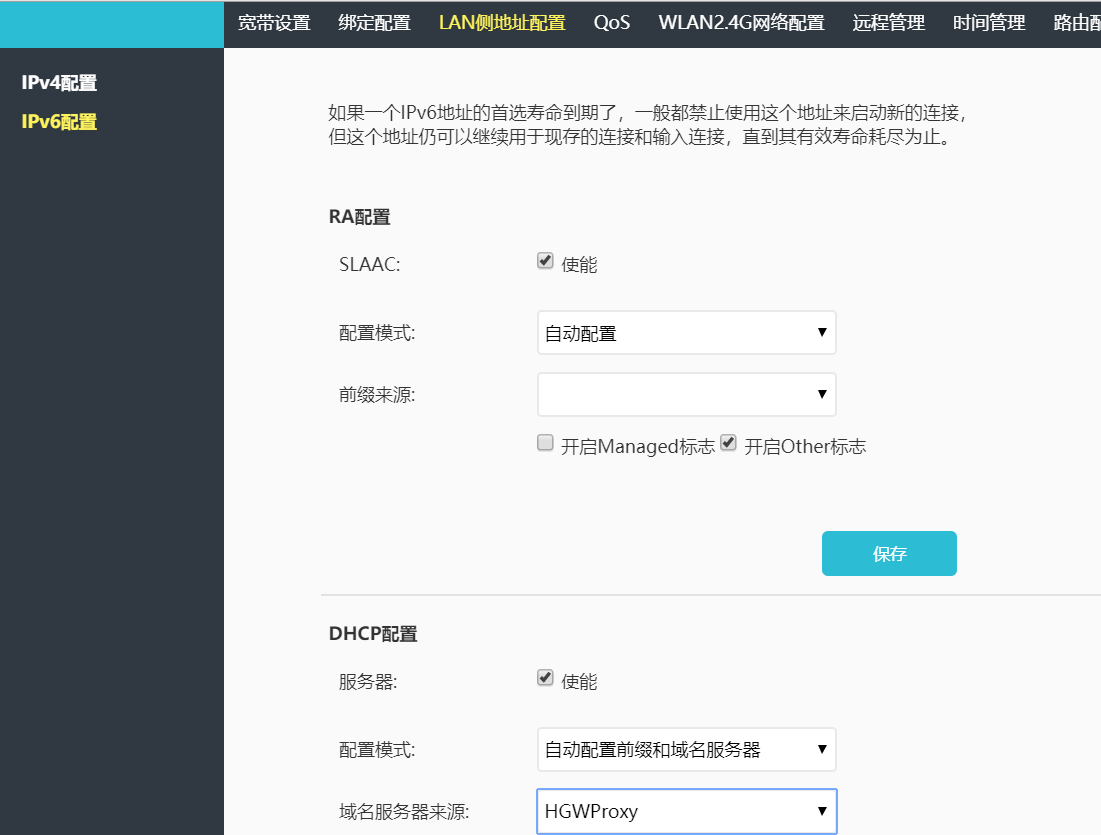 宽带设置 绑定配置 LAN侧地址配置 QoS WLAN2.4G网络配置 远程管理 时间管理 路由配
IPv4配置
IPv6配置
如果一个IPv6地址的首选寿命到期了，一般都禁止使用这个地址来启动新的连接，
但这个地址仍可以继续用于现存的连接和输入连接，直到其有效寿命耗尽为止。
RA配置
SLAAC: 使能
配置模式: 自动配置
前缀来源:
开启Managed标志 开启Other标志
保存
DHCP配置
服务器: 使能
配置模式: 自动配置前缀和域名服务器
域名服务器来源: HGWProxy